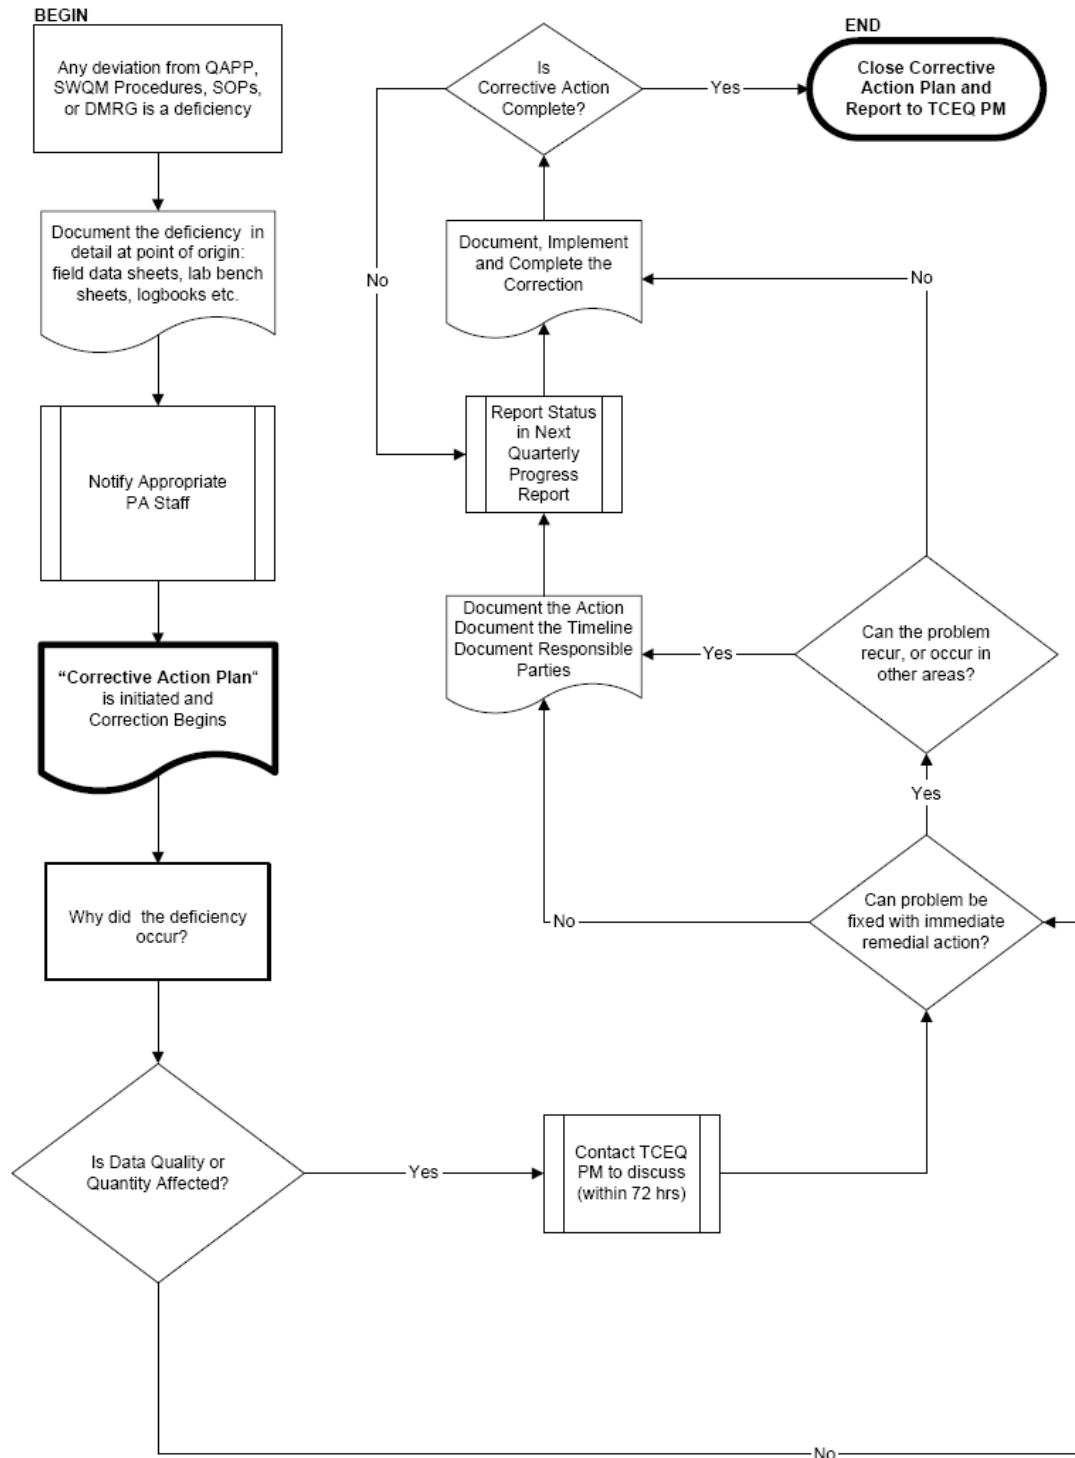 BEGIN
Any deviation from QAPP,
SWQM Procedures, SOPs,
or DMRG is a deficiency
Document the deficiency in
detail at point of origin:
field data sheets, lab bench
sheets, logbooks etc.
Notify Appropriate
PA Staff
“Corrective Action Plan“
is initiated and
Correction Begins
Why did the deficiency
occur?
Is Data Quality or
Quantity Affected?
Yes
No
Contact TCEQ
PM to discuss
(within 72 hrs)
Can problem be
fixed with immediate
remedial action?
No
Yes
Can the problem
recur, or occur in
other areas?
Yes
No
Document the Action
Document the Timeline
Document Responsible
Parties
Report Status
in Next
Quarterly
Progress
Report
Document, Implement
and Complete the
Correction
Is
Corrective Action
Complete?
No
Yes
END
Close Corrective
Action Plan and
Report to TCEQ PM